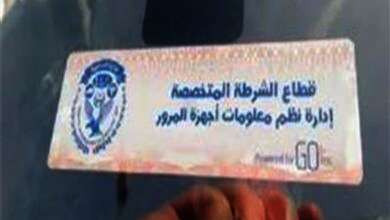 قطاع الشرطة المتخصصة
إدارة نظم معلومات أجهزة المرور
Powered by GO